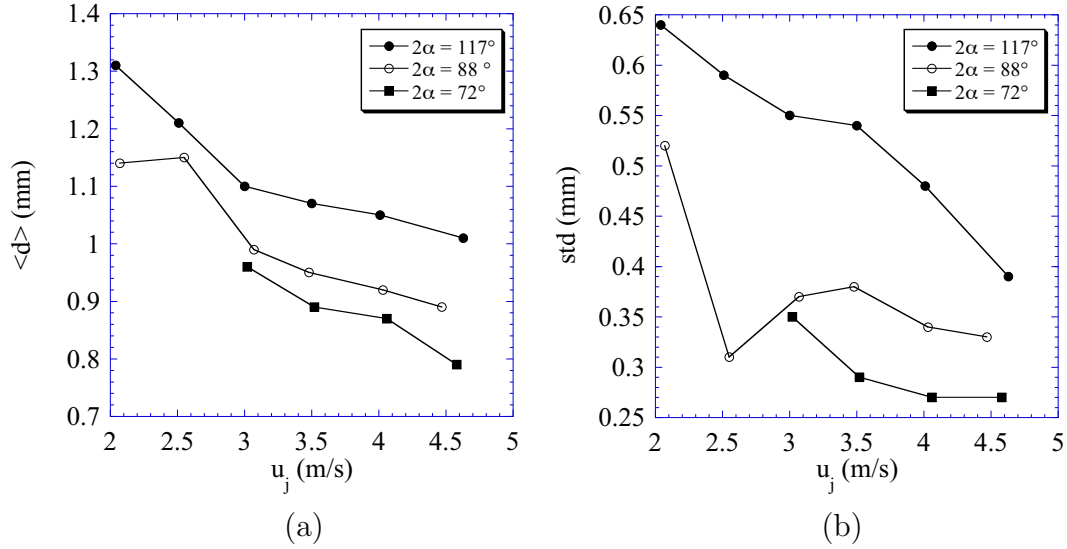 1.4
1.3
1.2
1.1
1
0.9
0.8
0.7
<d> (mm)
2α = 117°
2α = 88 °
2α = 72°
2 2.5 3 3.5 4 4.5 5
u_j (m/s)
(a)
0.65
0.6
0.55
0.5
0.45
0.4
0.35
0.3
0.25
std (mm)
2α = 117°
2α = 88°
2α = 72°
2 2.5 3 3.5 4 4.5 5
u_j (m/s)
(b)